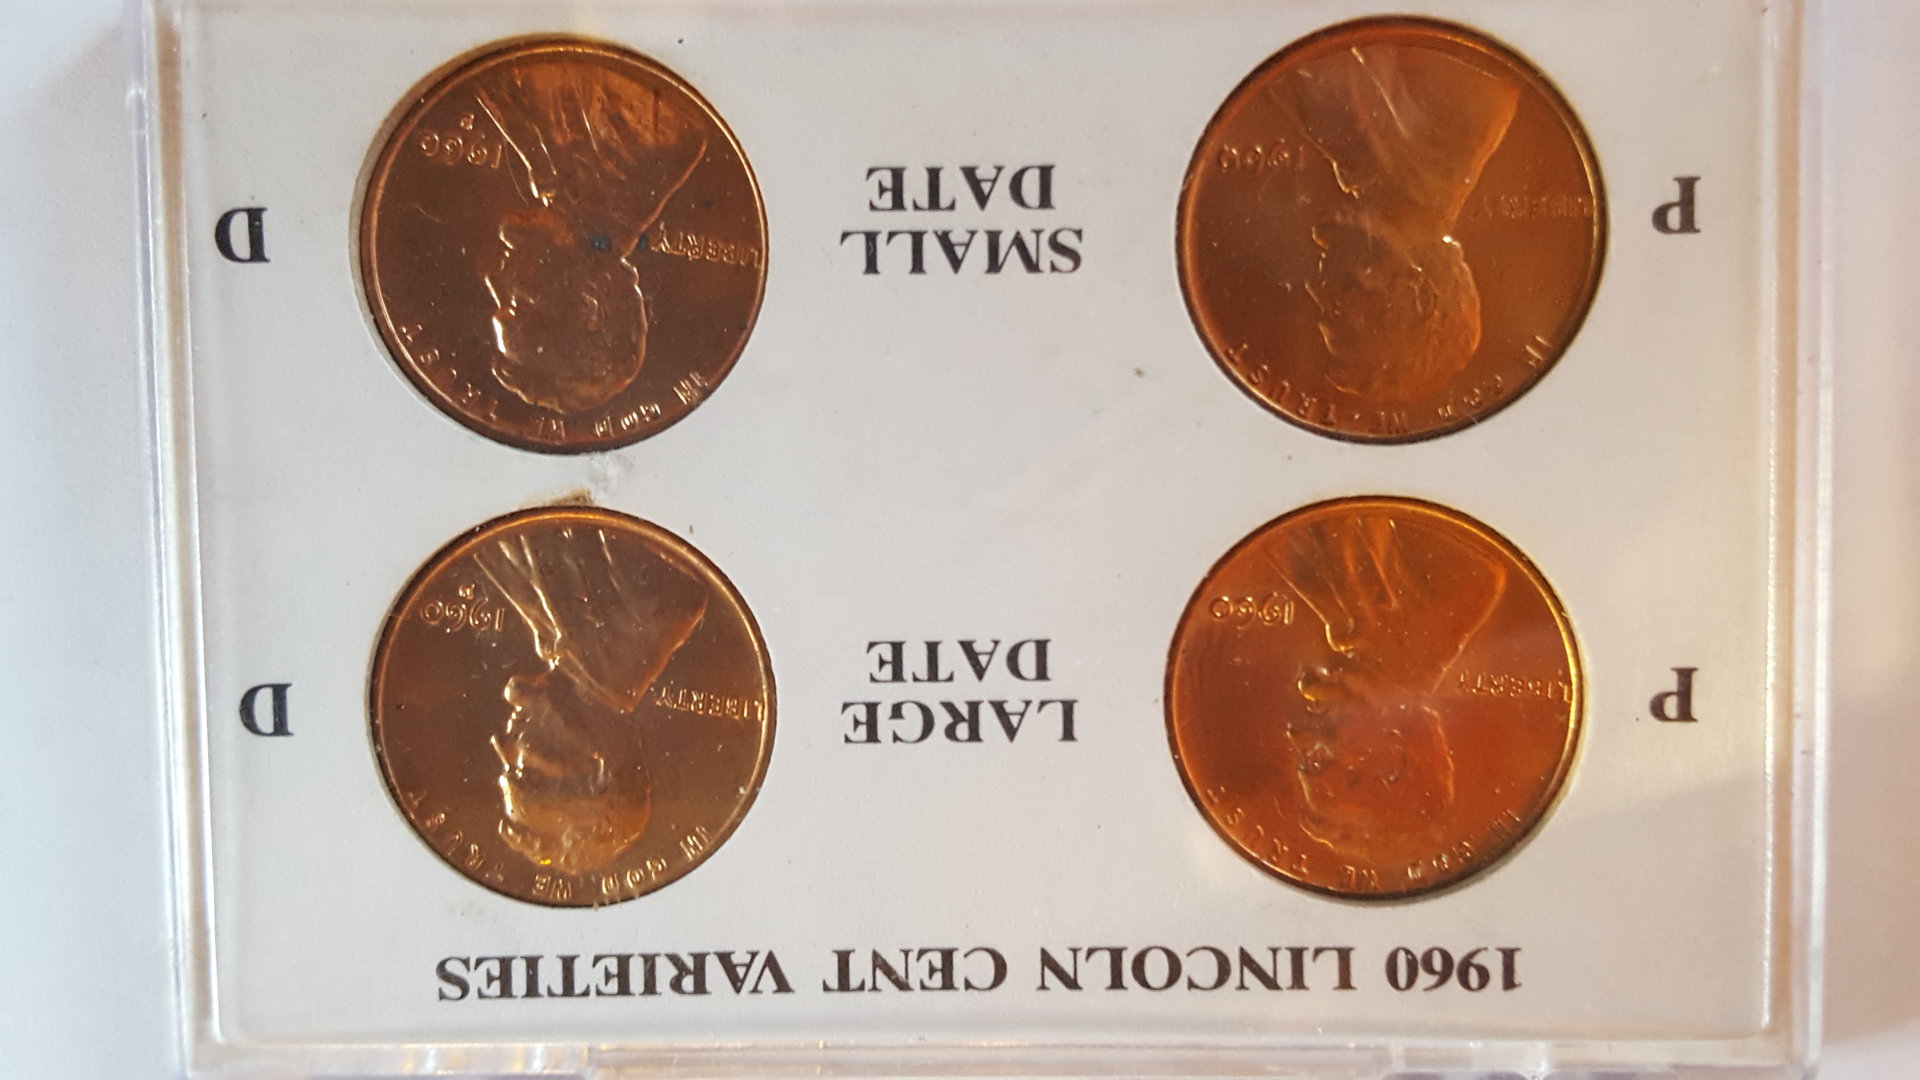 1960 LINCOLN CENT VARIETIES
P
LARGE
DATE
D
IN GOD WE TRUST
LIBERTY
1960
IN GOD WE TRUST
LIBERTY
1960
D
P
SMALL
DATE
D
IN GOD WE TRUST
LIBERTY
1960
IN GOD WE TRUST
LIBERTY
1960
D